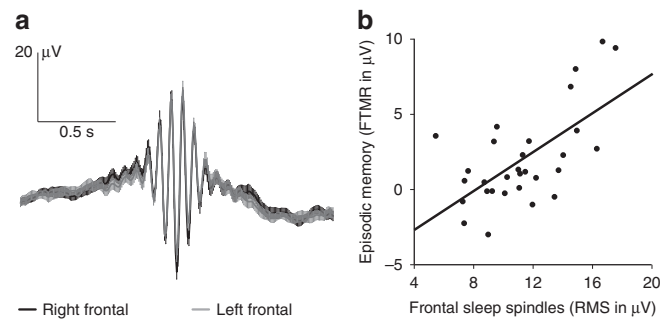 a
20 μV
0.5 s
Right frontal
Left frontal
b
Episodic memory (FTMR in μV)
10
5
0
–5
4
8
12
16
20
Frontal sleep spindles (RMS in μV)